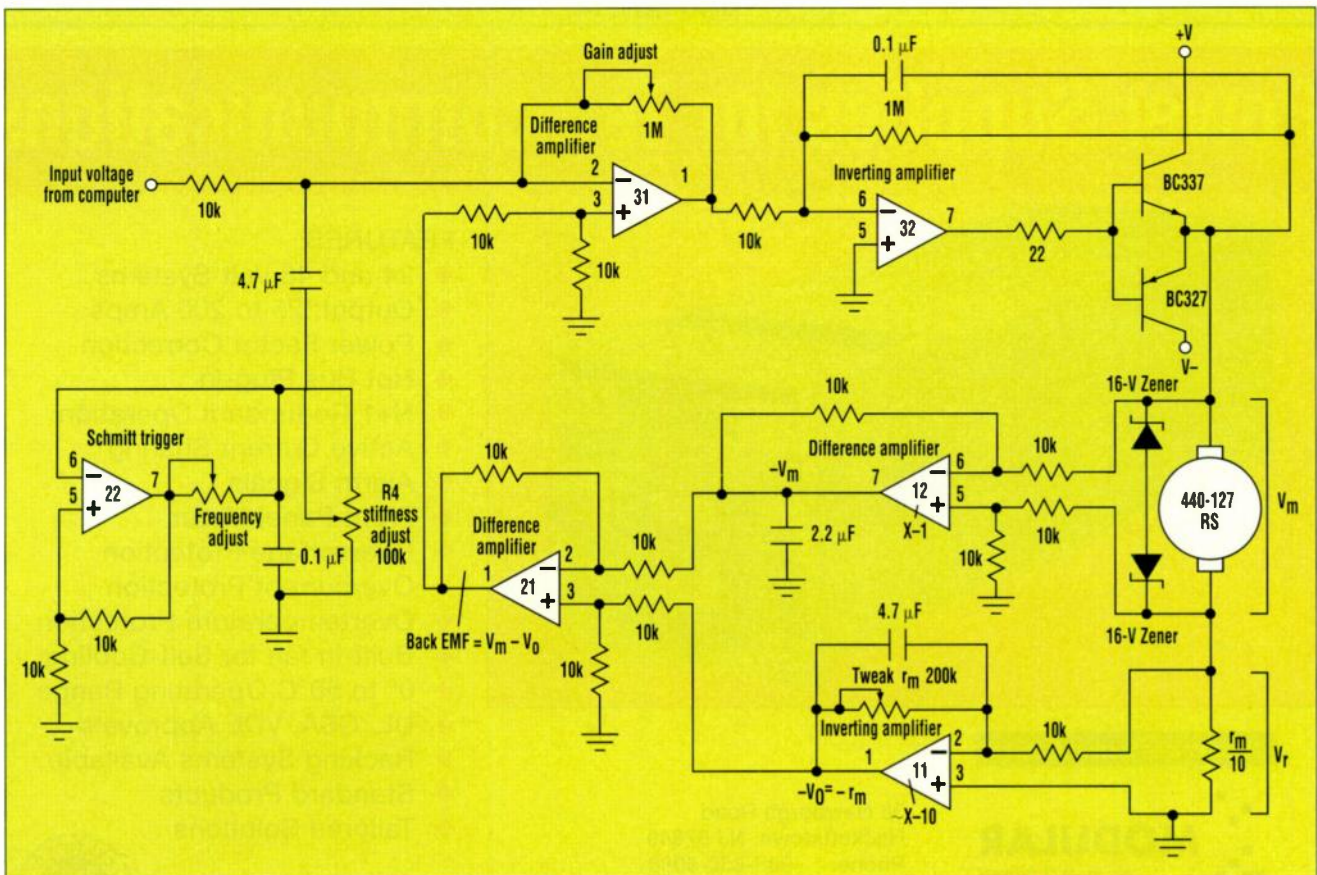 +V
0.1 µF
Gain adjust
1M
1M
Difference
amplifier
Inverting amplifier
BC337
Input voltage
from computer
10k
2
3
31
1
10k
6
5
32
7
22
10k
10k
4.7 µF
BC327
V–
16-V Zener
10k
Schmitt trigger
Difference amplifier
10k
10k
–Vm
7
12
6
5
6
5
22
7
R4
stiffness
adjust
100k
Frequency
adjust
Difference
amplifier
10k
2.2 µF
X–1
10k
10k
440-127
RS
Vm
0.1 µF
1
21
2
3
10k
16-V Zener
10k
10k
4.7 µF
Back EMF = Vm – V0
10k
Tweak rm 200k
Inverting amplifier
10k
1
11
2
3
10k
rm
10
Vr
–V0= – rm
~X–10